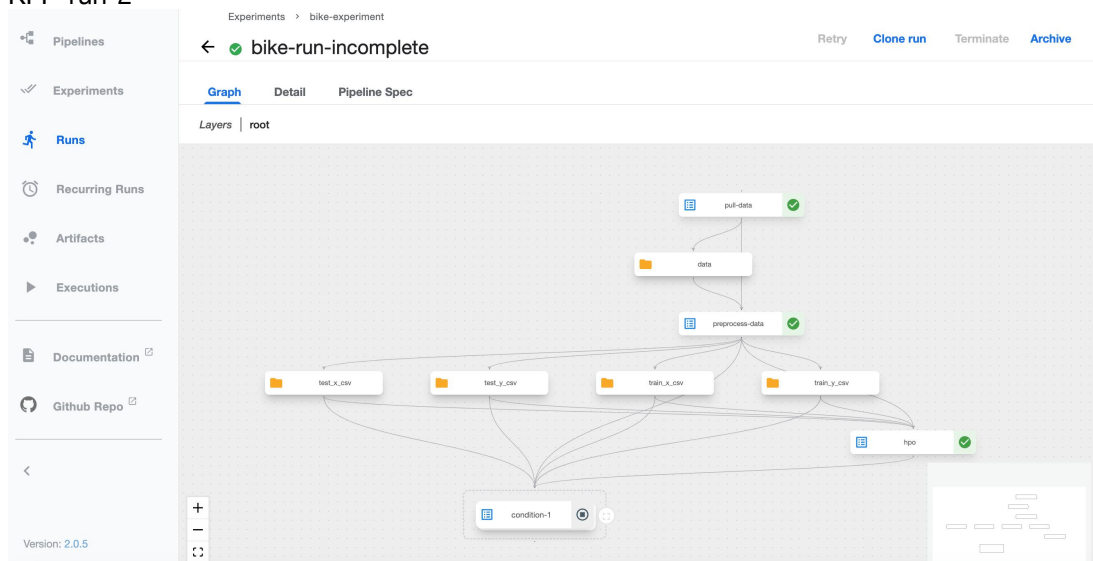 KFP run-2
Experiments > bike-experiment
bike-run-incomplete
Retry
Clone run
Terminate
Archive
Pipelines
Experiments
Runs
Recurring Runs
Artifacts
Executions
Documentation
Github Repo
Version: 2.0.5
Graph
Detail
Pipeline Spec
Layers | root
pull-data
data
preprocess-data
test_x_csv
test_y_csv
train_x_csv
train_y_csv
hpo
condition-1